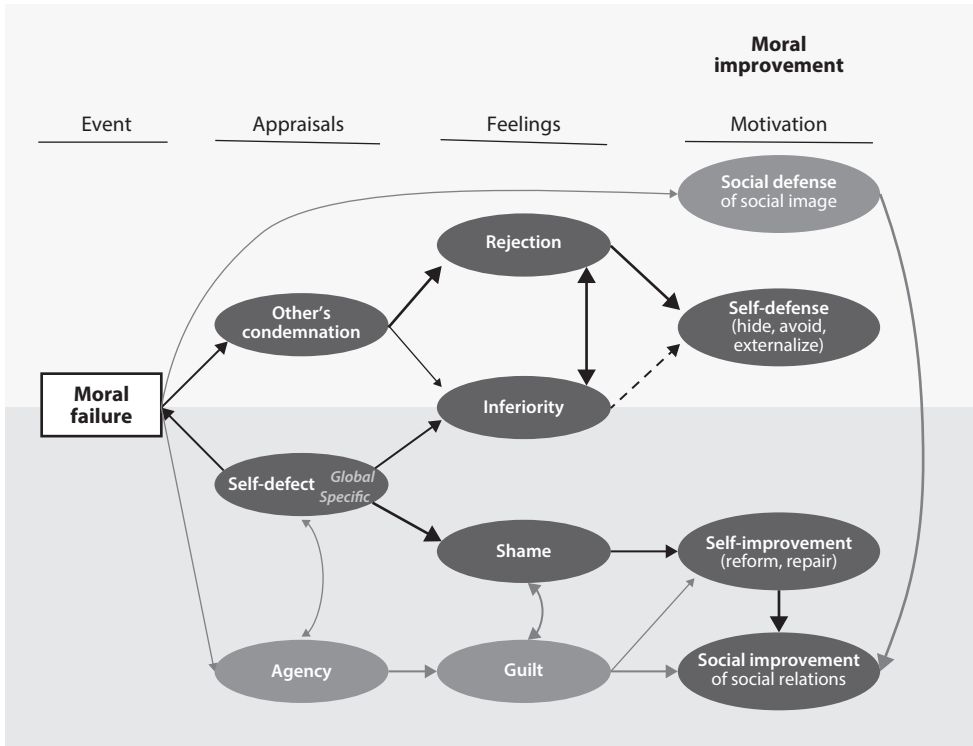 Moral
improvement
Event
Appraisals
Feelings
Motivation
Social defense
of social image
Rejection
Other's
condemnation
Self-defense
(hide, avoid,
externalize)
Moral
failure
Inferiority
Self-defect
Global
Specific
Shame
Self-improvement
(reform, repair)
Agency
Guilt
Social improvement
of social relations